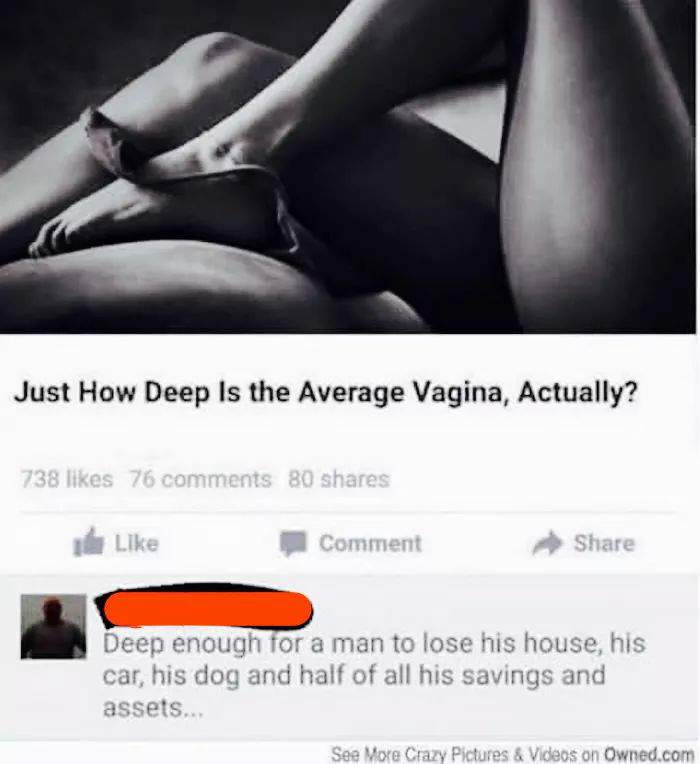 Just How Deep Is the Average Vagina, Actually?
738 likes 76 comments 80 shares
Like Comment Share
Deep enough for a man to lose his house, his
car, his dog and half of all his savings and
assets...
See More Crazy Pictures & Videos on Owned.com